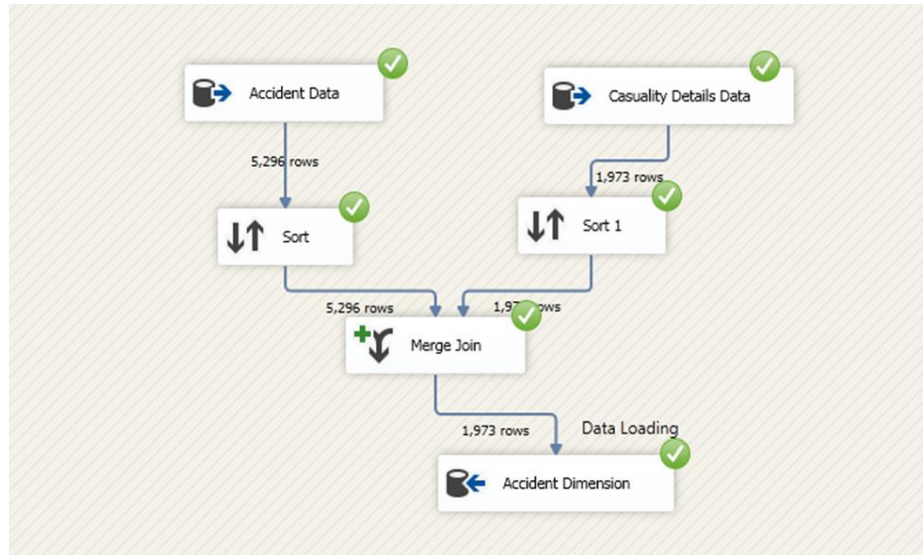 Accident Data
Casuality Details Data
5,296 rows
1,973 rows
Sort
Sort 1
5,296 rows
rows
Merge Join
1,973 rows
Data Loading
Accident Dimension